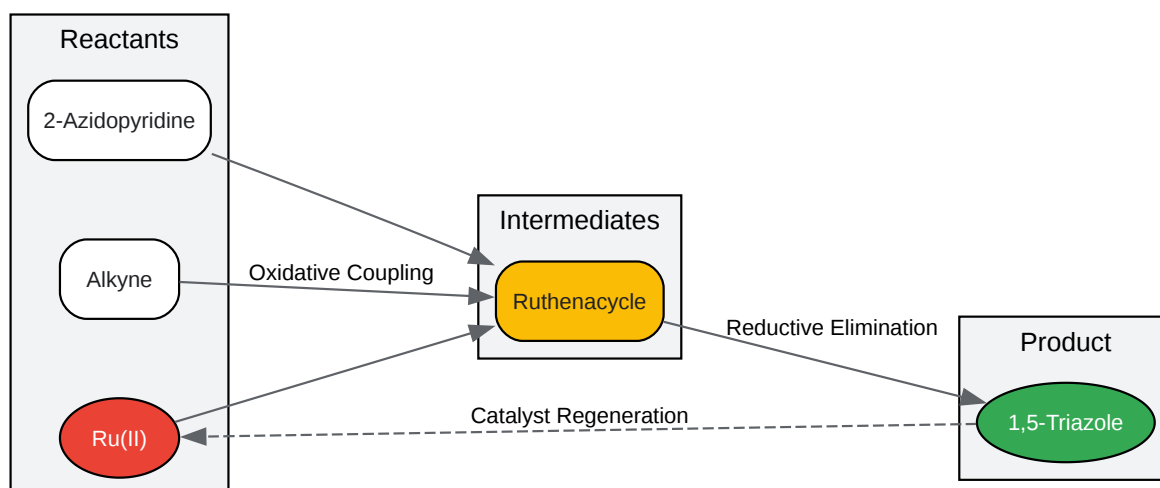 Reactants
2-Azidopyridine
Alkyne
Ru(II)
Oxidative Coupling
Intermediates
Ruthenacycle
Reductive Elimination
Catalyst Regeneration
Product
1,5-Triazole